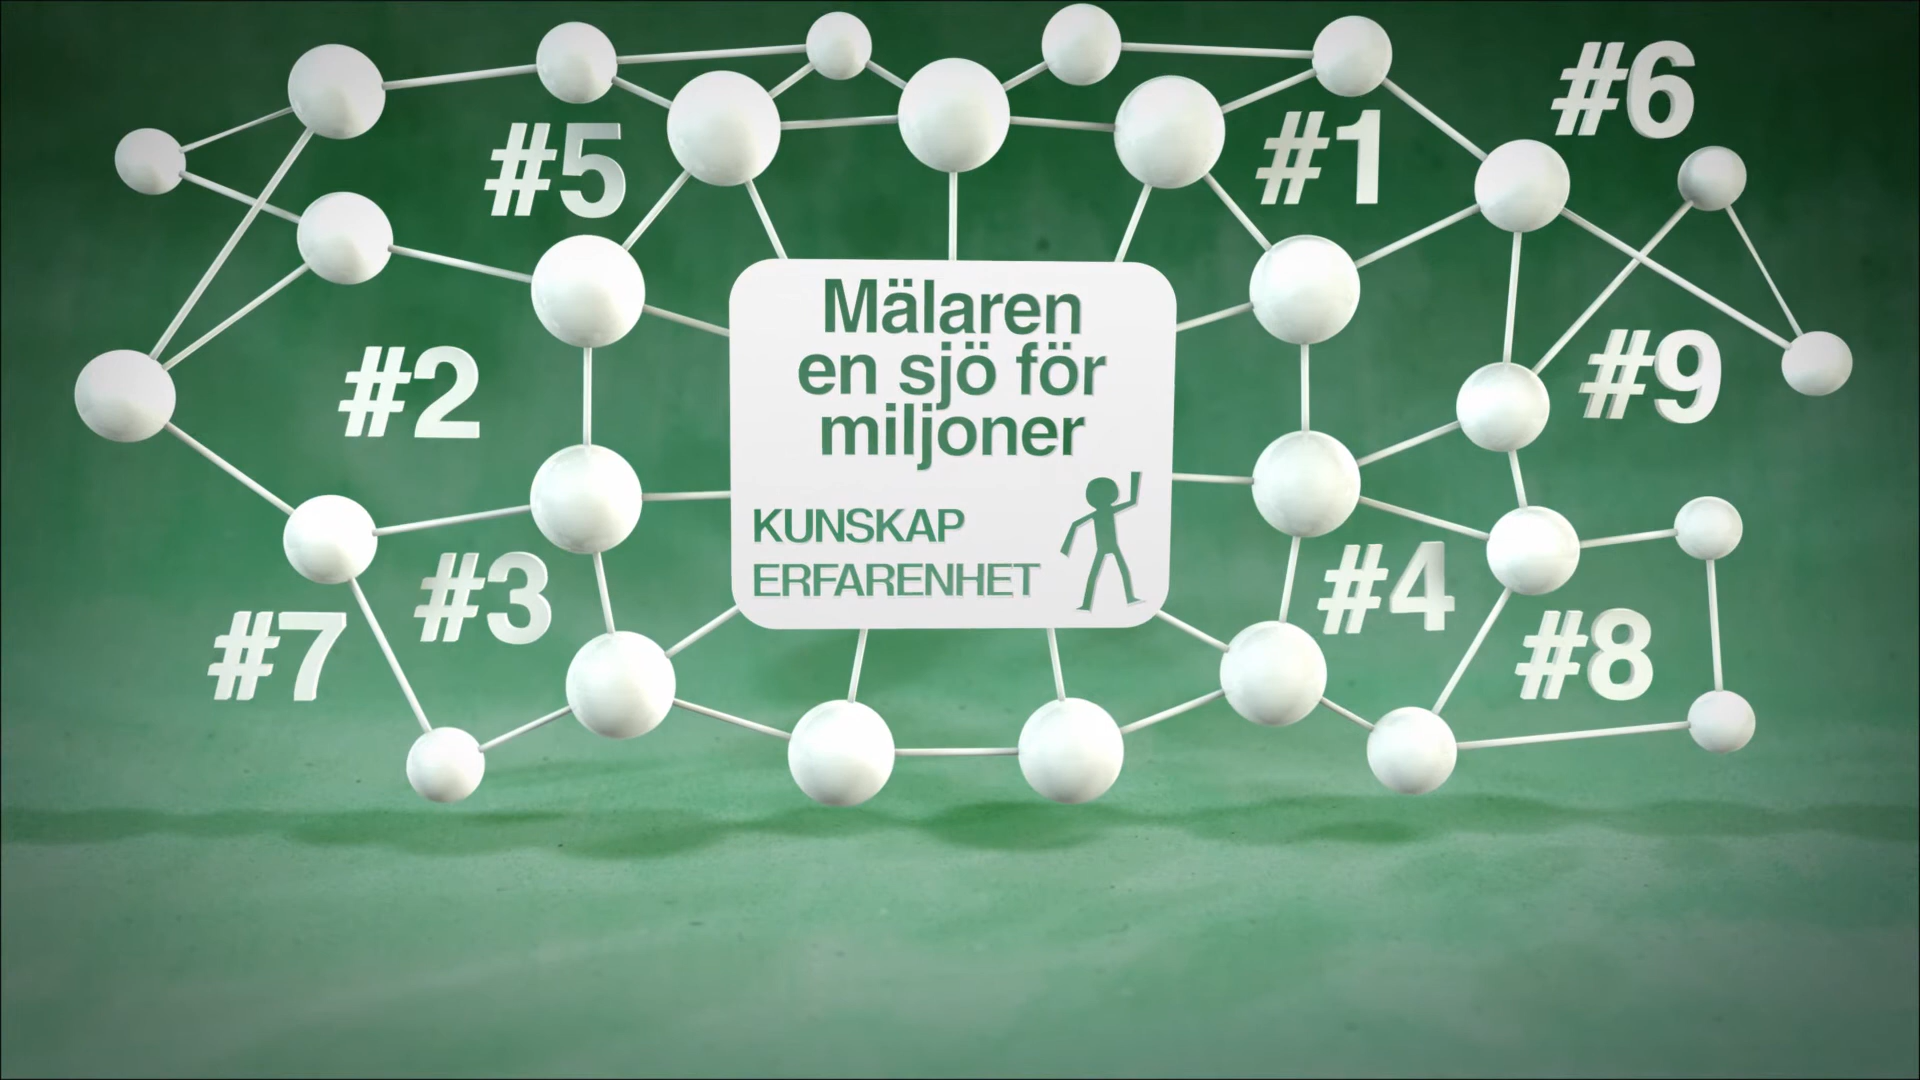 #6
#5
#1
Mälaren
en sjö för
miljoner
KUNSKAP
ERFARENHET
#2
#9
#3
#4
#7
#8